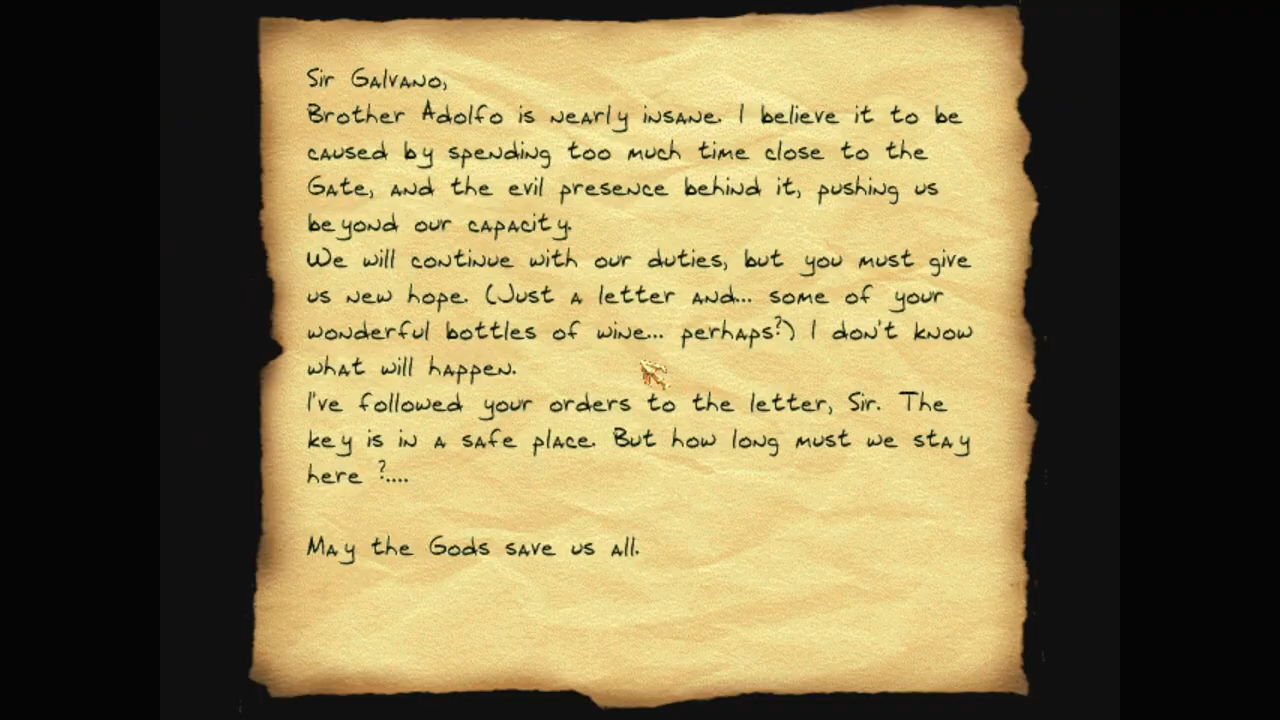 Sir Galvano,
Brother Adolfo is nearly insane. I believe it to be
caused by spending too much time close to the
Gate, and the evil presence behind it, pushing us
beyond our capacity.
We will continue with our duties, but you must give
us new hope. (Just a letter and... some of your
wonderful bottles of wine... perhaps?) I don't know
what will happen.
I've followed your orders to the letter, Sir. The
key is in a safe place. But how long must we stay
here ?....
May the Gods save us all.